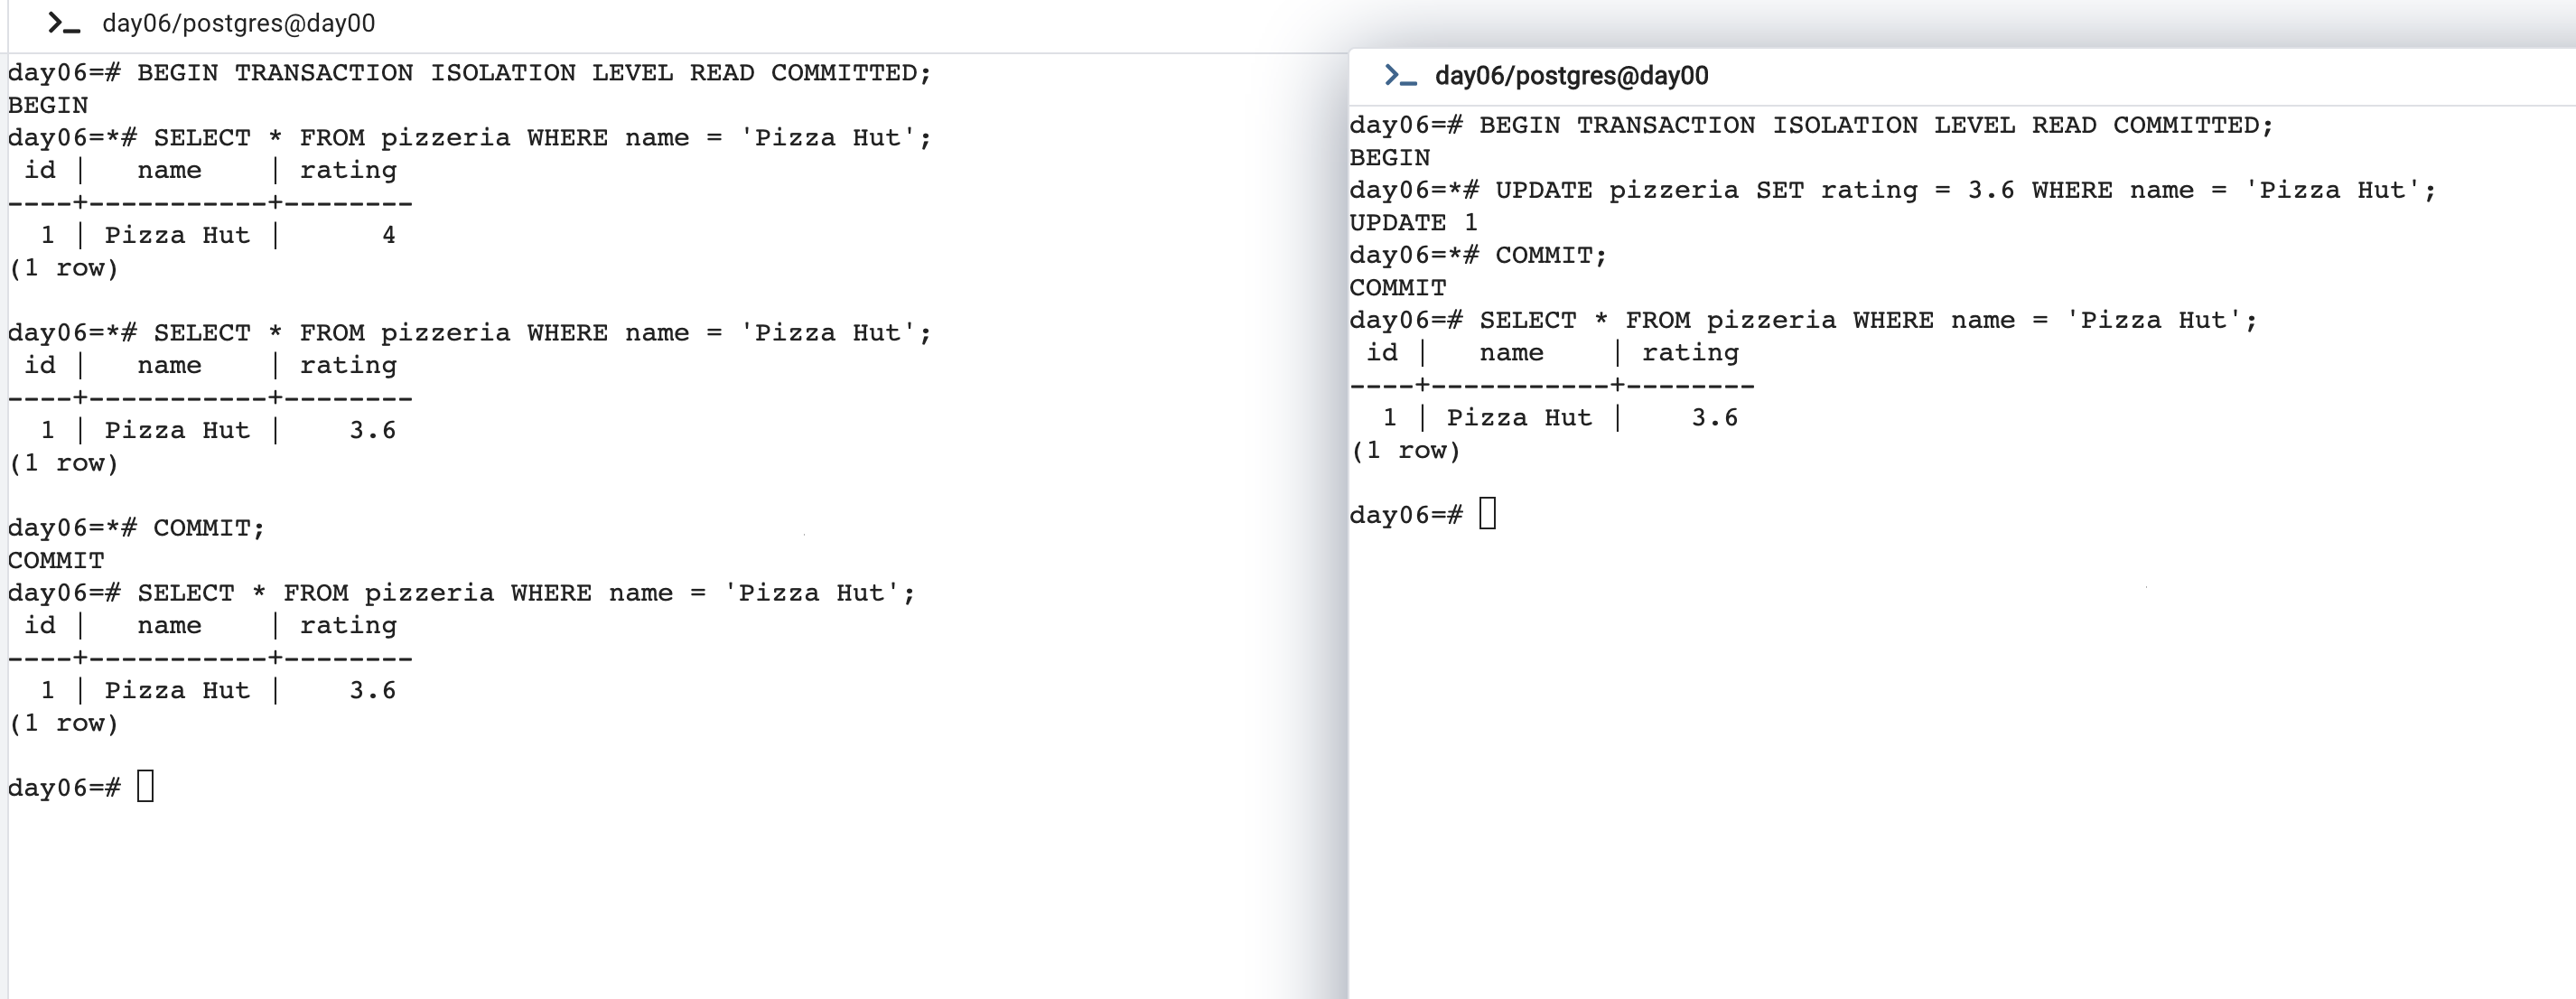 day06/postgres@day00
day06=# BEGIN TRANSACTION ISOLATION LEVEL READ COMMITTED;
BEGIN
day06=*# SELECT * FROM pizzeria WHERE name = 'Pizza Hut';
 id |   name    | rating
----+-----------+--------
  1 | Pizza Hut |      4
(1 row)

day06=*# SELECT * FROM pizzeria WHERE name = 'Pizza Hut';
 id |   name    | rating
----+-----------+--------
  1 | Pizza Hut |    3.6
(1 row)

day06=*# COMMIT;
COMMIT
day06=# SELECT * FROM pizzeria WHERE name = 'Pizza Hut';
 id |   name    | rating
----+-----------+--------
  1 | Pizza Hut |    3.6
(1 row)

day06=#
day06/postgres@day00
day06=# BEGIN TRANSACTION ISOLATION LEVEL READ COMMITTED;
BEGIN
day06=*# UPDATE pizzeria SET rating = 3.6 WHERE name = 'Pizza Hut';
UPDATE 1
day06=*# COMMIT;
COMMIT
day06=# SELECT * FROM pizzeria WHERE name = 'Pizza Hut';
 id |   name    | rating
----+-----------+--------
  1 | Pizza Hut |    3.6
(1 row)

day06=#